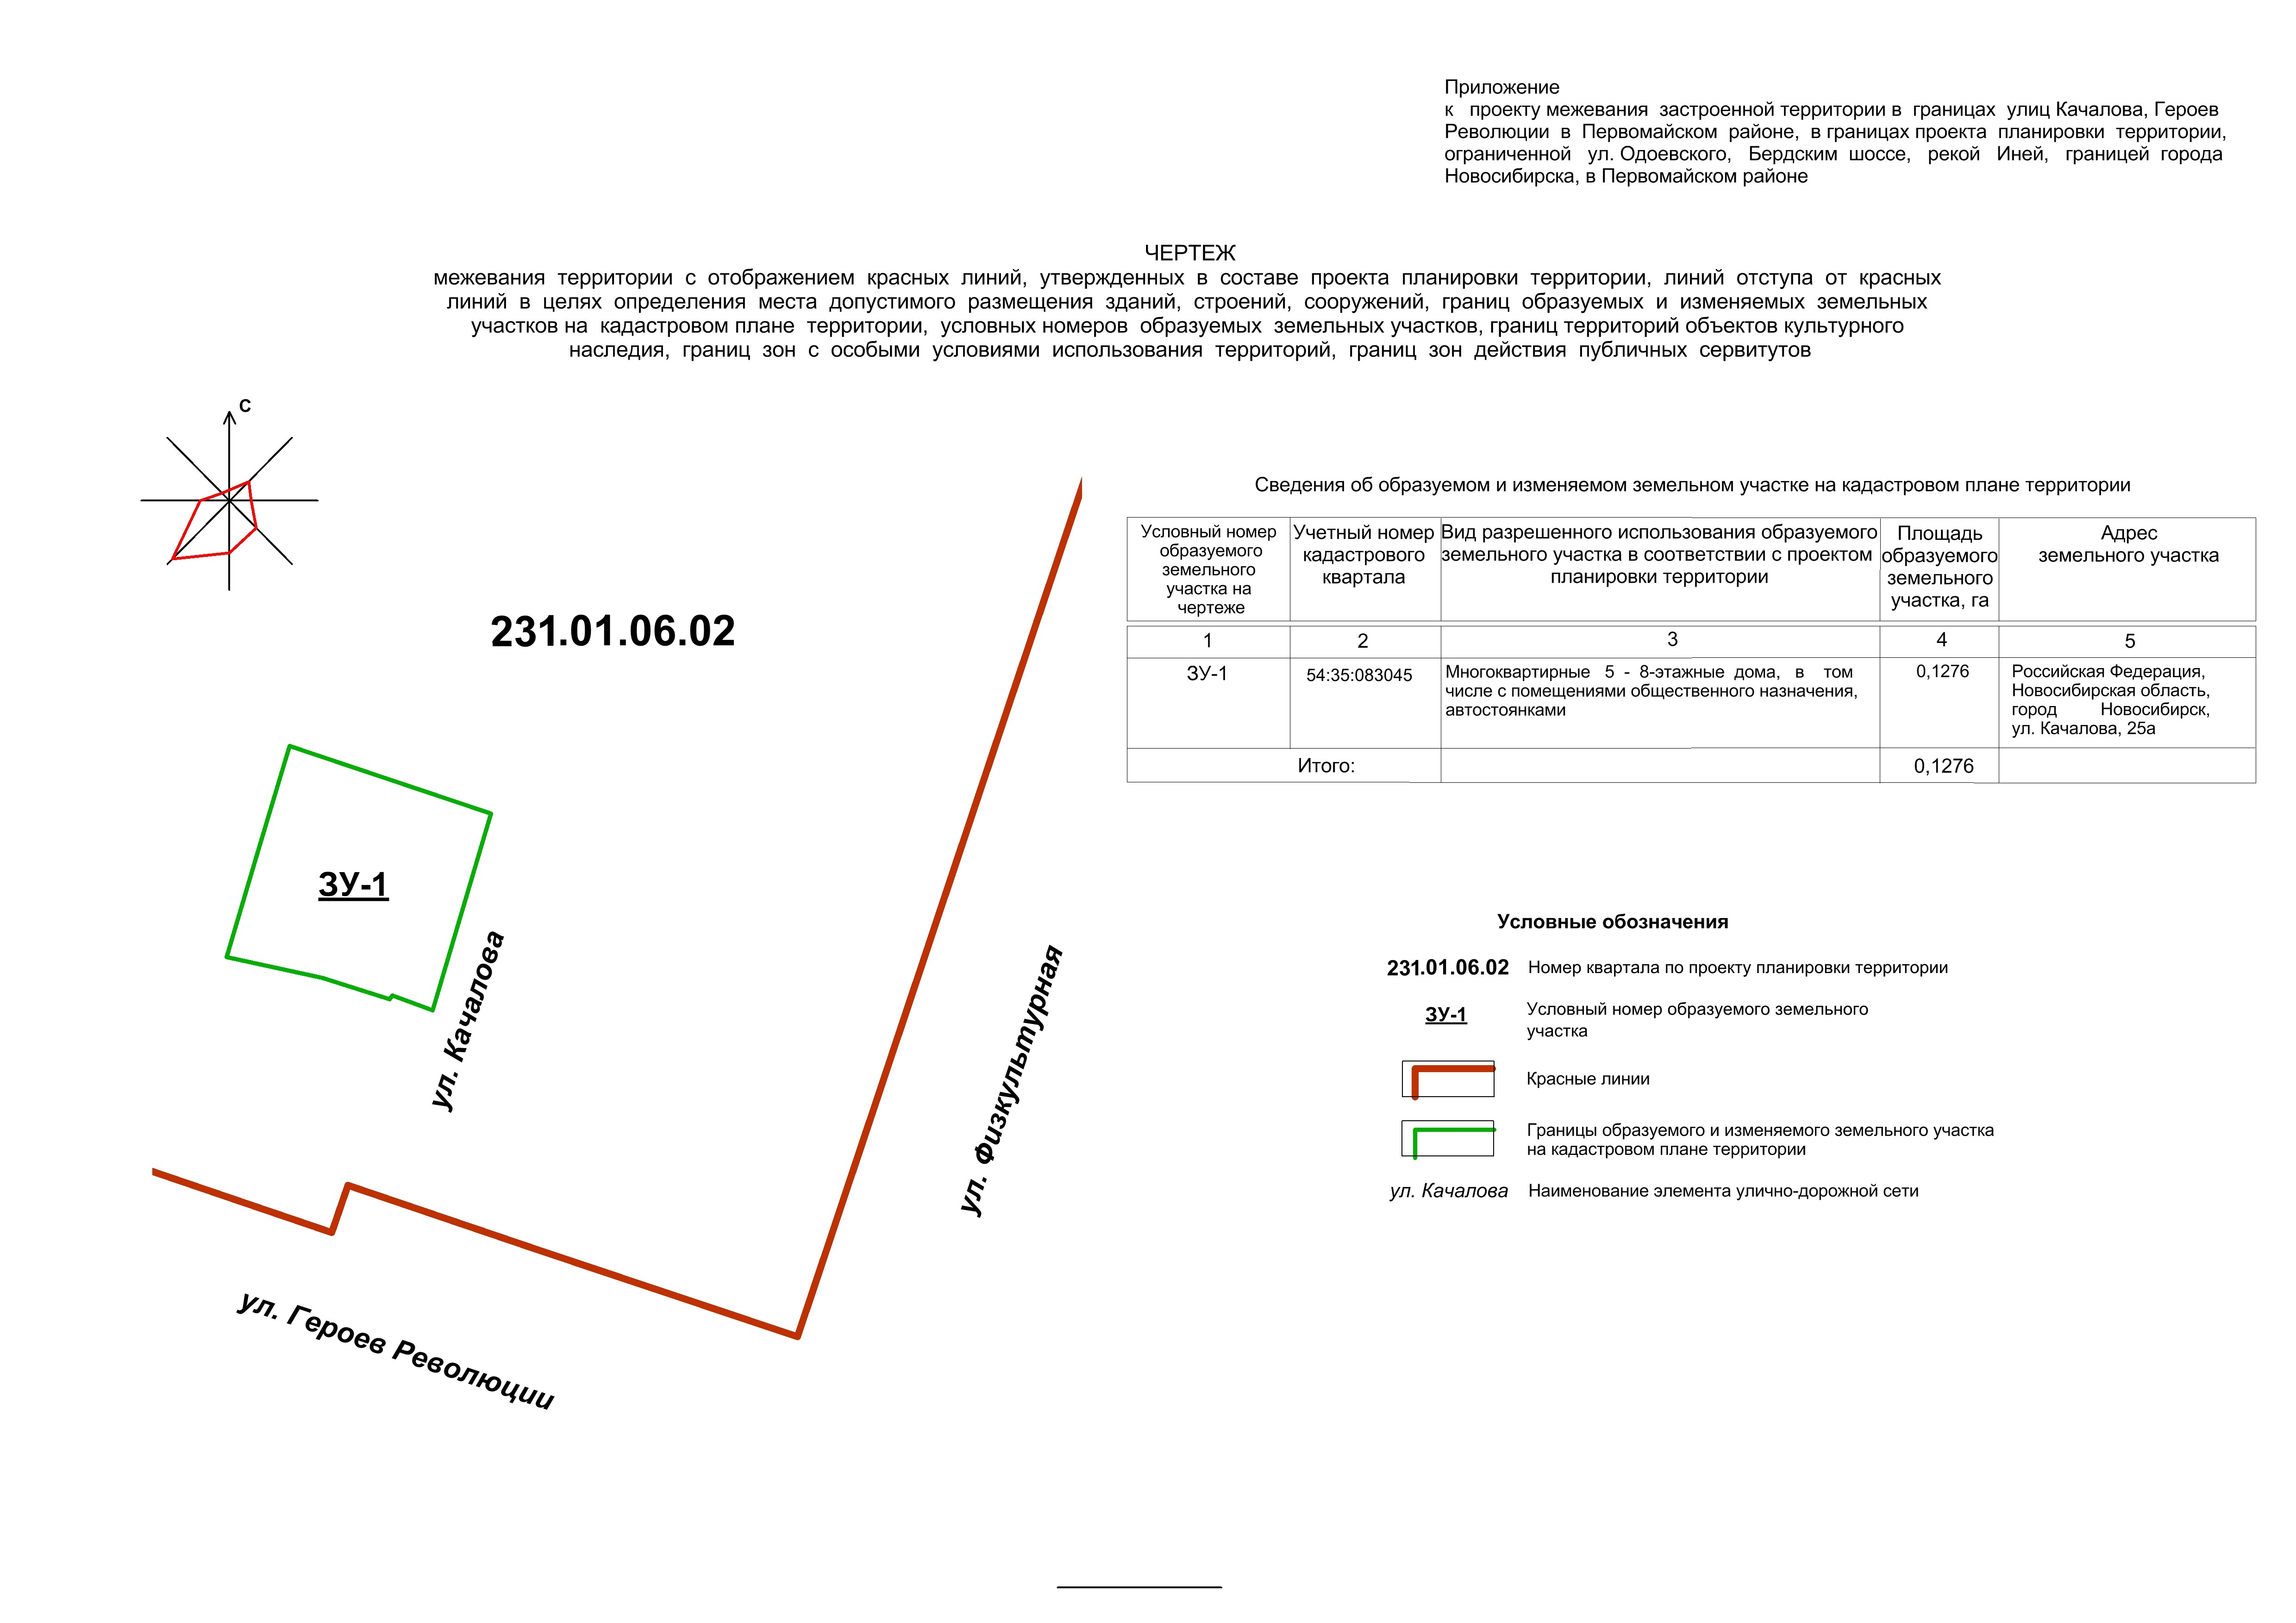 Приложение
к проекту межевания застроенной территории в границах улиц Качалова, Героев
Революции в Первомайском районе, в границах проекта планировки территории,
ограниченной ул. Одоевского, Бердским шоссе, рекой Иней, границей города
Новосибирска, в Первомайском районе
ЧЕРТЕЖ
межевания территории с отображением красных линий, утвержденных в составе проекта планировки территории, линий отступа от красных
линий в целях определения места допустимого размещения зданий, строений, сооружений, границ образуемых и изменяемых земельных
участков на кадастровом плане территории, условных номеров образуемых земельных участков, границ территорий объектов культурного
наследия, границ зон с особыми условиями использования территорий, границ зон действия публичных сервитутов
С
231.01.06.02
ЗУ-1
ул. Качалова
ул. Физкультурная
ул. Героев Революции
Сведения об образуемом и изменяемом земельном участке на кадастровом плане территории
Условный номер
образуемого
земельного
участка на
чертеже
Учетный номер
кадастрового
квартала
Вид разрешенного использования образуемого
земельного участка в соответствии с проектом
планировки территории
Площадь
образуемого
земельного
участка, га
Адрес
земельного участка
1 2 3 4 5
ЗУ-1
54:35:083045
Многоквартирные 5 - 8-этажные дома, в том
числе с помещениями общественного назначения,
автостоянками
0,1276
Российская Федерация,
Новосибирская область,
город Новосибирск,
ул. Качалова, 25а
Итого: 0,1276
Условные обозначения
231.01.06.02 Номер квартала по проекту планировки территории
ЗУ-1 Условный номер образуемого земельного
участка
Красные линии
Границы образуемого и изменяемого земельного участка
на кадастровом плане территории
ул. Качалова Наименование элемента улично-дорожной сети